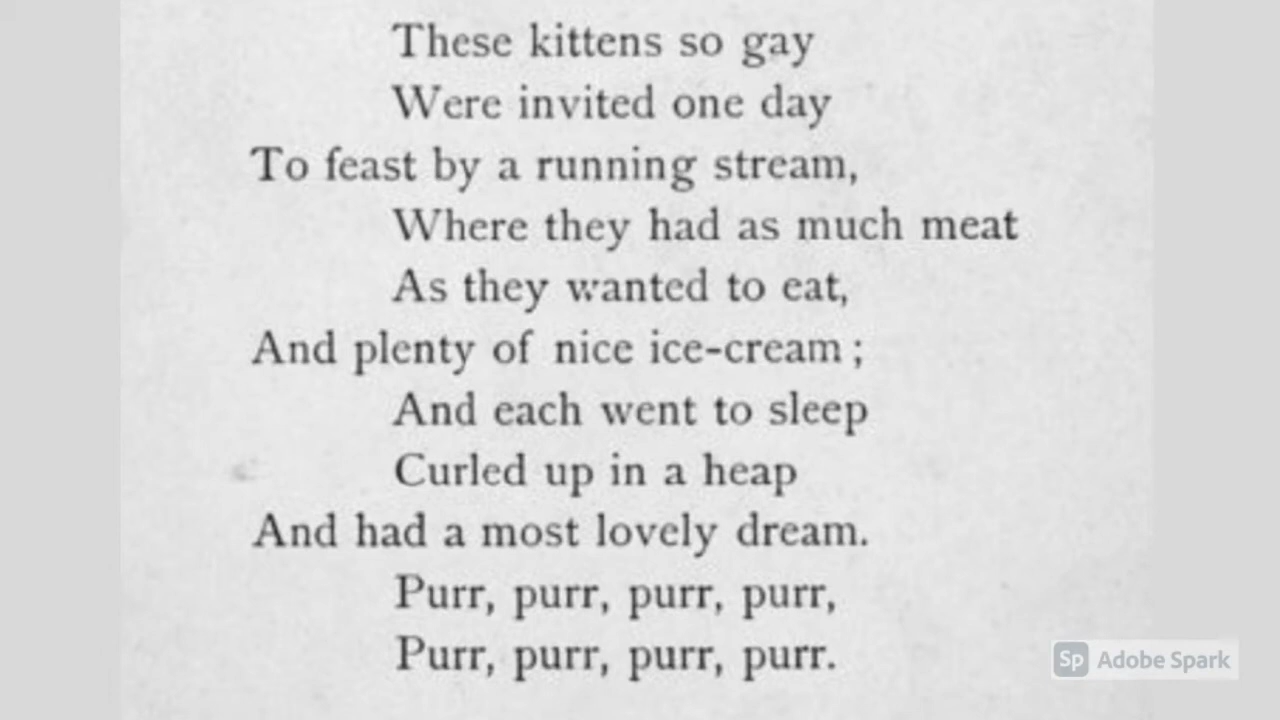 These kittens so gay
Were invited one day
To feast by a running stream,
Where they had as much meat
As they wanted to eat,
And plenty of nice ice-cream ;
And each went to sleep
Curled up in a heap
And had a most lovely dream.
Purr, purr, purr, purr,
Purr, purr, purr, purr.
Sp Adobe Spark